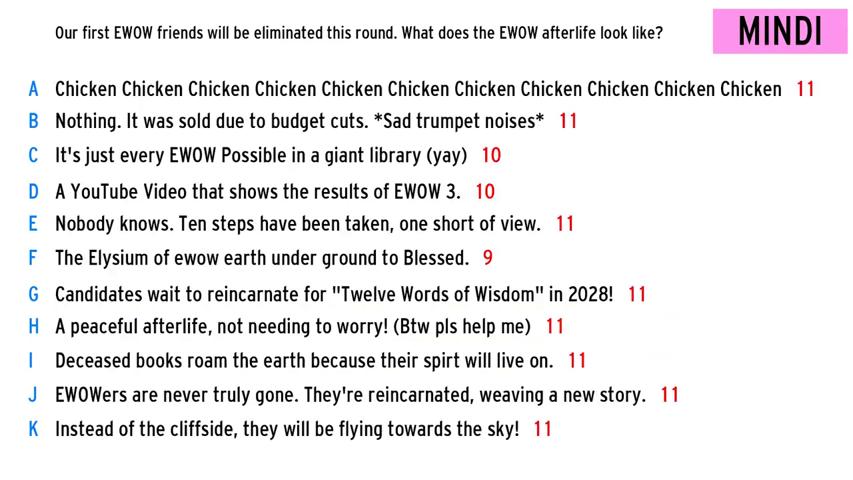 Our first EWOW friends will be eliminated this round. What does the EWOW afterlife look like?
MINDI
A Chicken Chicken Chicken Chicken Chicken Chicken Chicken Chicken Chicken Chicken Chicken 11
B Nothing. It was sold due to budget cuts. *Sad trumpet noises* 11
C It's just every EWOW Possible in a giant library (yay) 10
D A YouTube Video that shows the results of EWOW 3. 10
E Nobody knows. Ten steps have been taken, one short of view. 11
F The Elysium of ewow earth under ground to Blessed. 9
G Candidates wait to reincarnate for "Twelve Words of Wisdom" in 2028! 11
H A peaceful afterlife, not needing to worry! (Btw pls help me) 11
I Deceased books roam the earth because their spirt will live on. 11
J EWOWers are never truly gone. They're reincarnated, weaving a new story. 11
K Instead of the cliffside, they will be flying towards the sky! 11